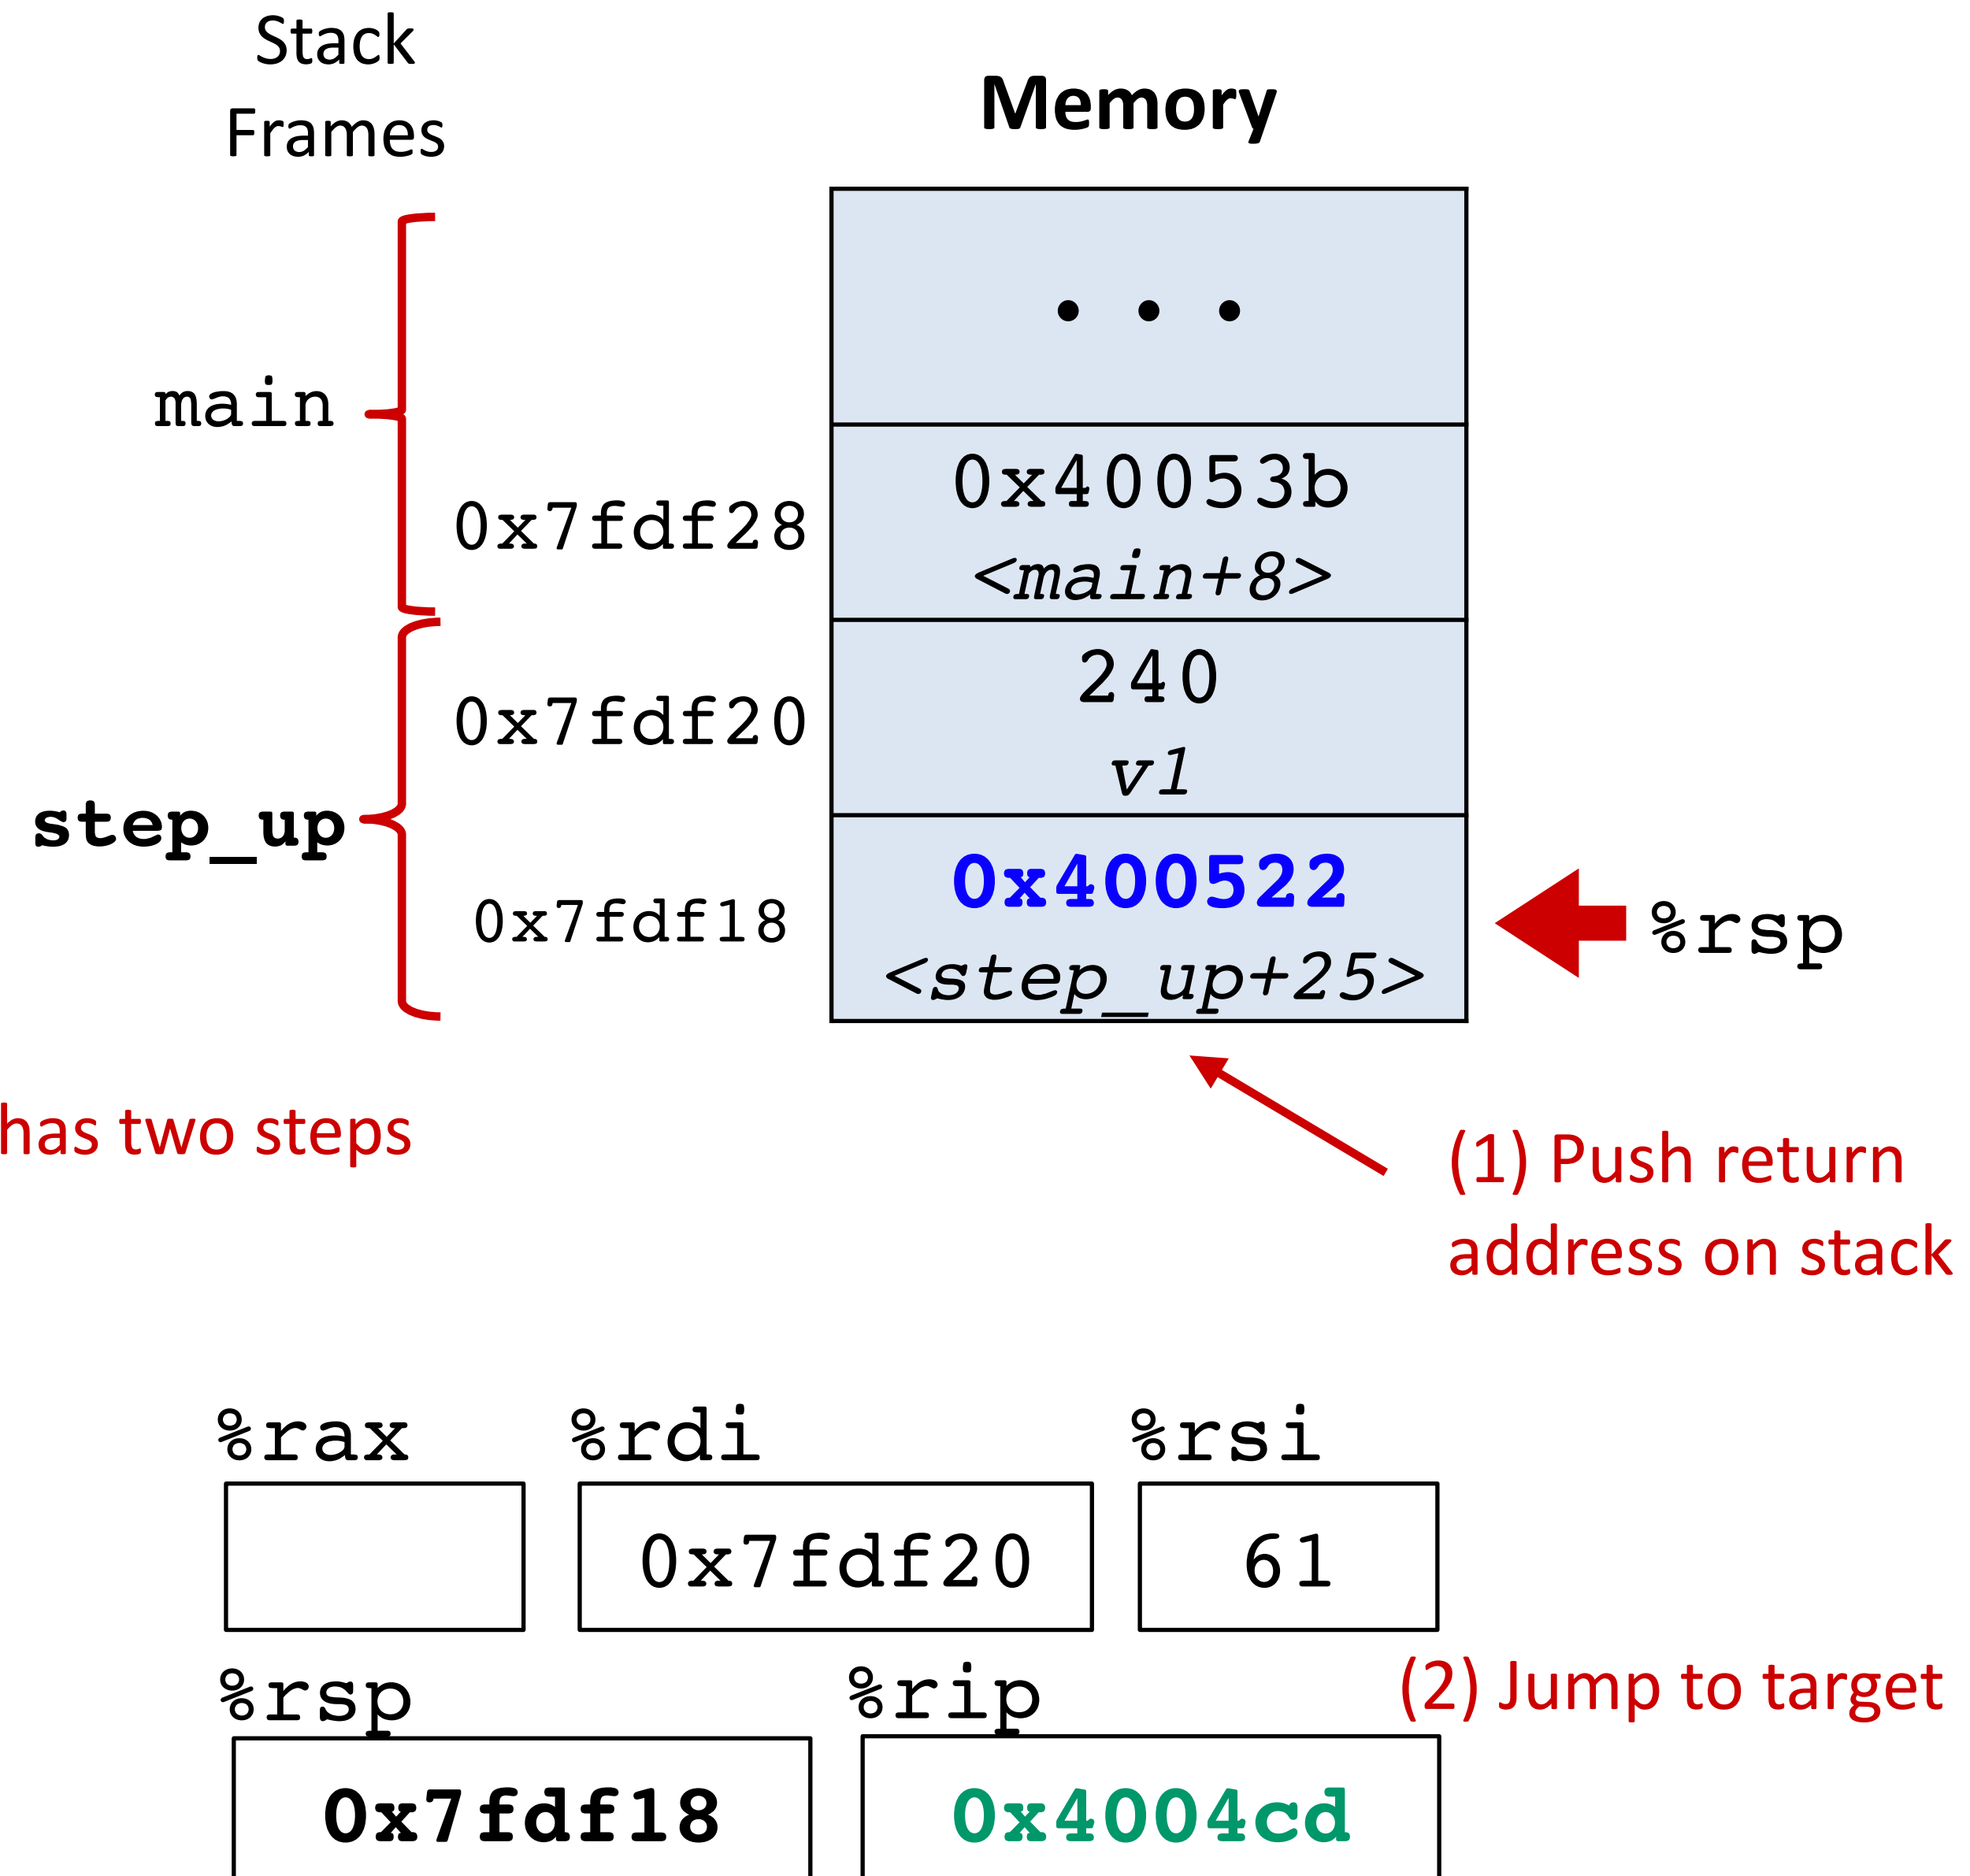 Stack
Frames
Memory
• • •
main
0x7fdf28
0x40053b
<main+8>
0x7fdf20
240
v1
step_up
0x7fdf18
0x400522
<step_up+25>
%rsp
has two steps
(1) Push return
address on stack
%rax %rdi %rsi
0x7fdf20 61
%rsp %rip
(2) Jump to target
0x7fdf18 0x4004cd